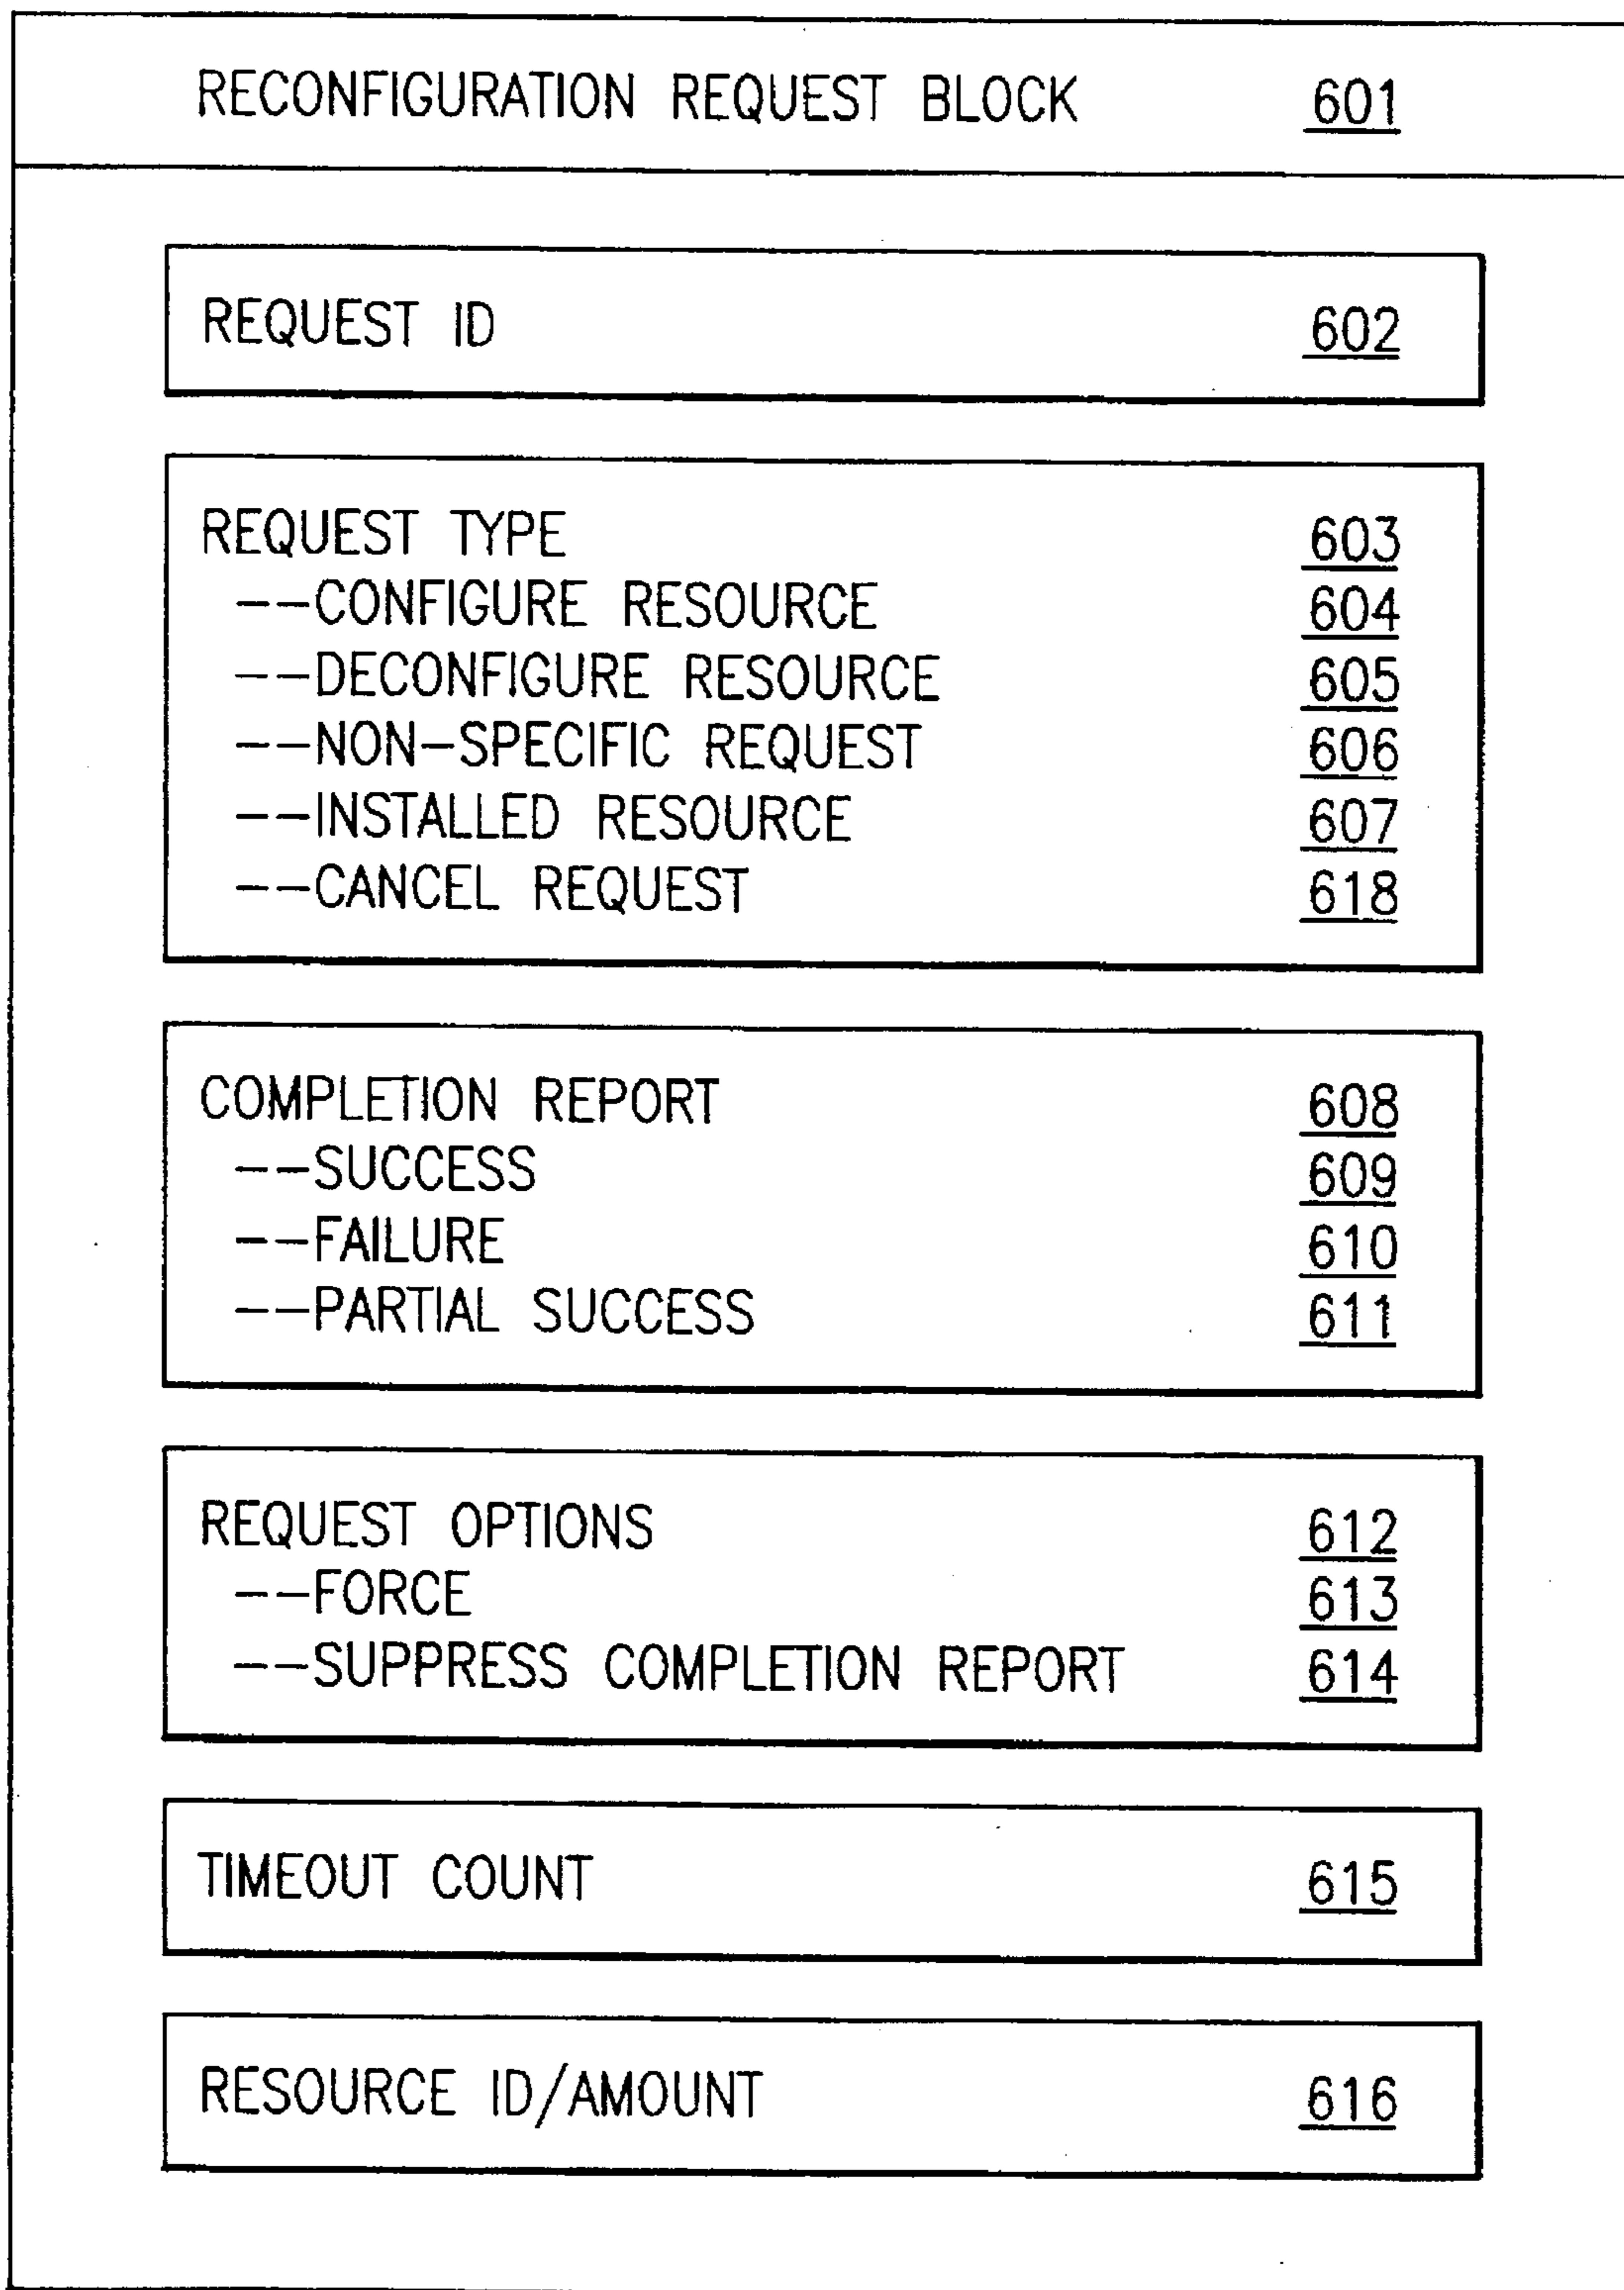 RECONFIGURATION REQUEST BLOCK 601
REQUEST ID 602
REQUEST TYPE 603
--CONFIGURE RESOURCE 604
--DECONFIGURE RESOURCE 605
--NON-SPECIFIC REQUEST 606
--INSTALLED RESOURCE 607
--CANCEL REQUEST 618
COMPLETION REPORT 608
--SUCCESS 609
--FAILURE 610
--PARTIAL SUCCESS 611
REQUEST OPTIONS 612
--FORCE 613
--SUPPRESS COMPLETION REPORT 614
TIMEOUT COUNT 615
RESOURCE ID/AMOUNT 616